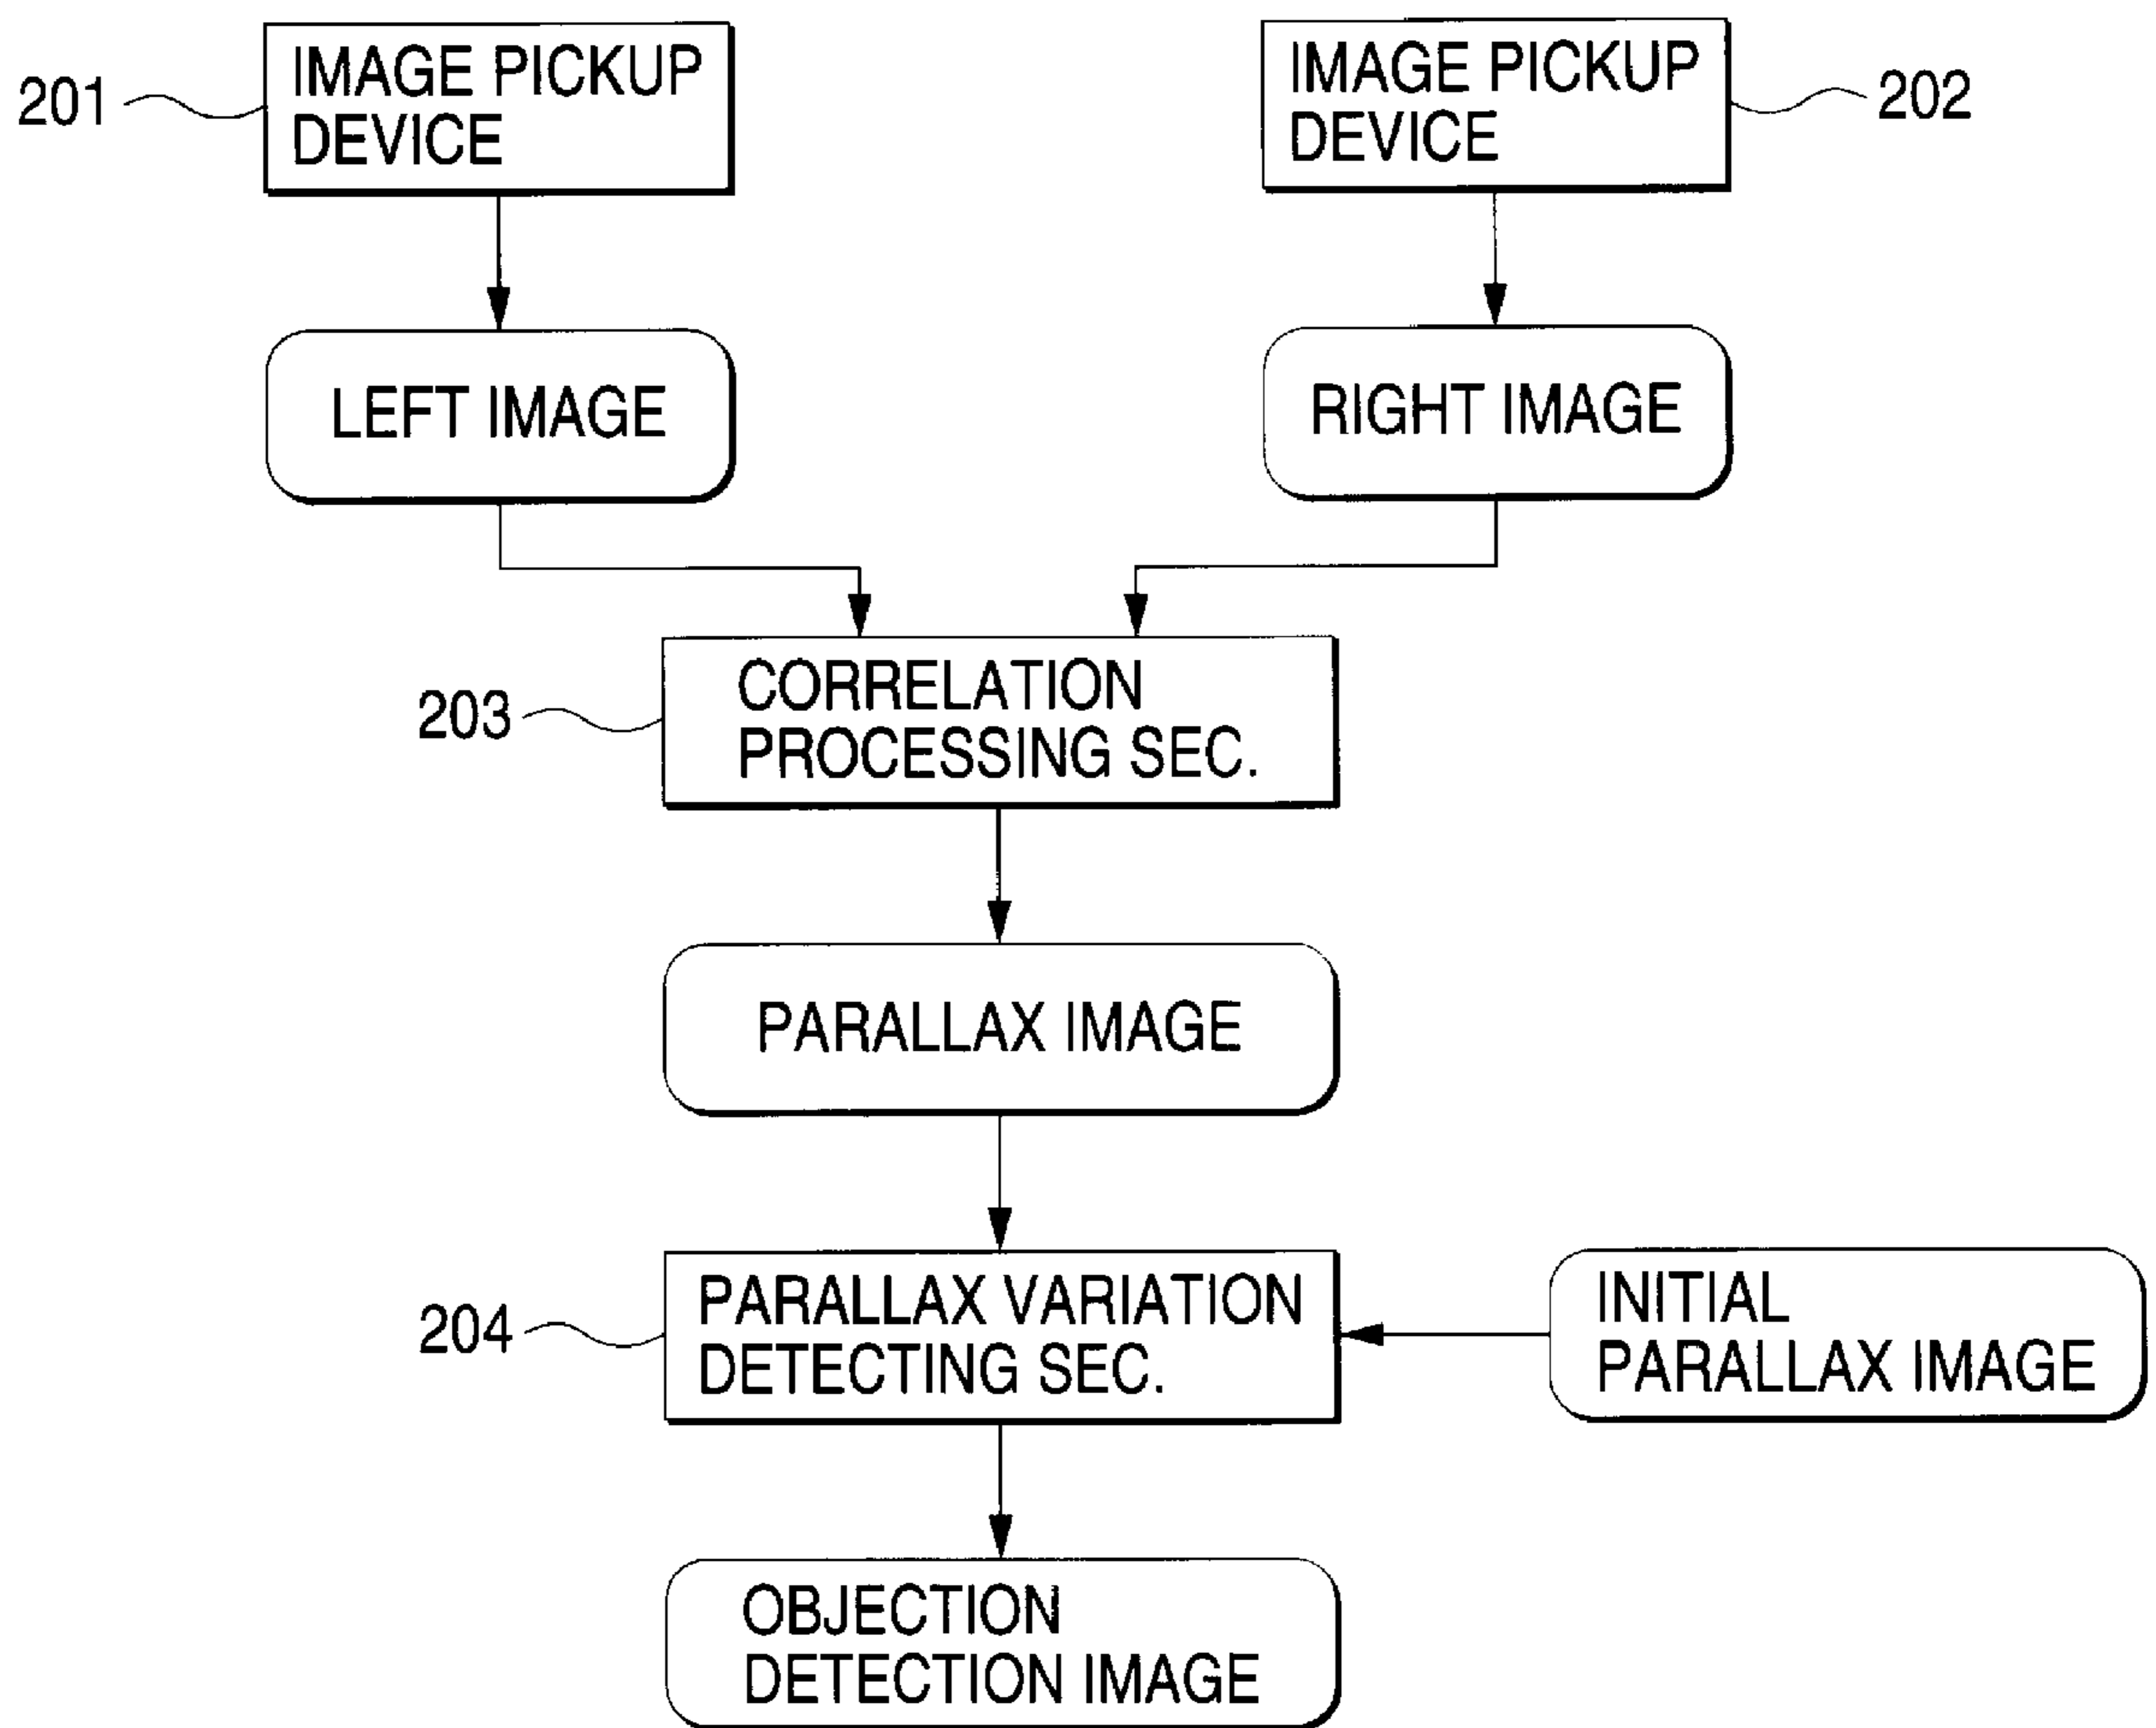 201
IMAGE PICKUP
DEVICE
IMAGE PICKUP
DEVICE
202
LEFT IMAGE
RIGHT IMAGE
203
CORRELATION
PROCESSING SEC.
PARALLAX IMAGE
204
PARALLAX VARIATION
DETECTING SEC.
INITIAL
PARALLAX IMAGE
OBJECTION
DETECTION IMAGE